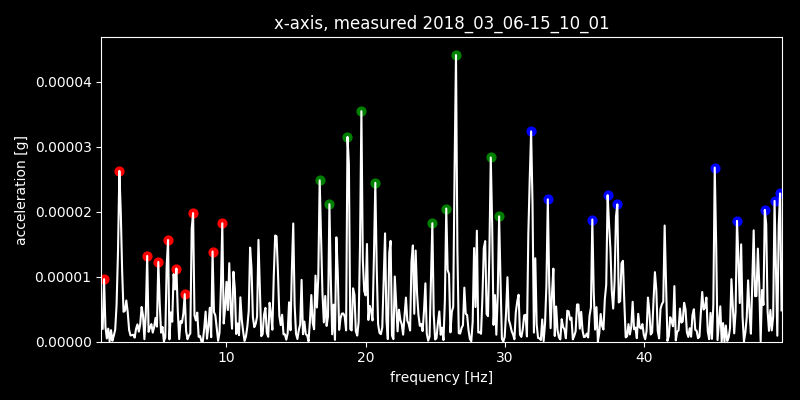 x-axis, measured 2018_03_06-15_10_01
acceleration [g]
0.00004
0.00003
0.00002
0.00001
0.00000
10 20 30 40
frequency [Hz]